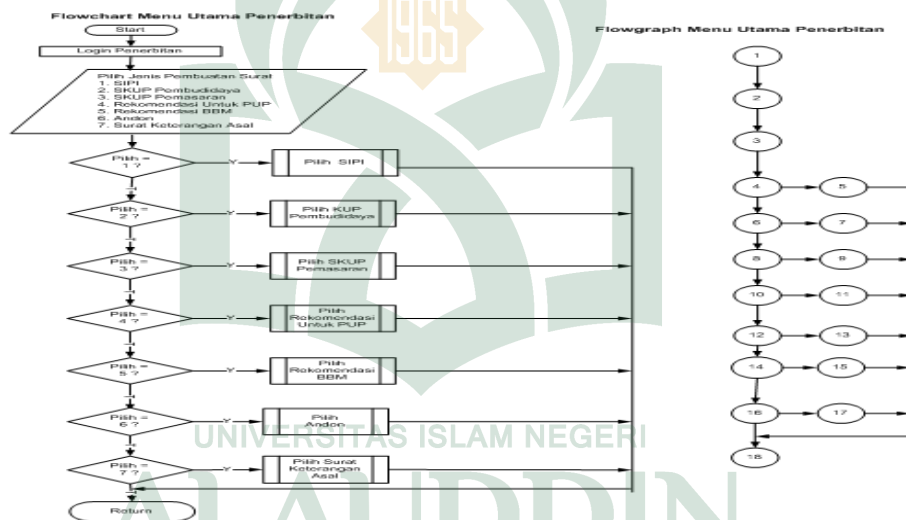 Flowchart Menu Utama Penerbitan
Start
Login Penerbitan
Pilih Jenis Pembuatan Surat
1. SIPI
2. SKUP Pembudidaya
3. SKUP Pemasaran
4. Rekomendasi Untuk PUP
5. Rekomendasi BBM
6. Andon
7. Surat Keterangan Asal
Pilih =
1 ?
Y
Pilih SIPI
T
Pilih =
2 ?
Y
Pilih KUP
Pembudidaya
T
Pilih =
3 ?
Y
Pilih SKUP
Pemasaran
T
Pilih =
4 ?
Y
Pilih
Rekomendasi
Untuk PUP
T
Pilih =
5 ?
Y
Pilih
Rekomendasi
BBM
T
Pilih =
6 ?
Y
Pilih
Andon
T
Pilih =
7 ?
Y
Pilih Surat
Keterangan
Asal
T
Return
Flowgraph Menu Utama Penerbitan
1
2
3
4
5
6
7
8
9
10
11
12
13
14
15
16
17
18
1965
UNIVERSITAS ISLAM NEGERI
ALAUDDIN